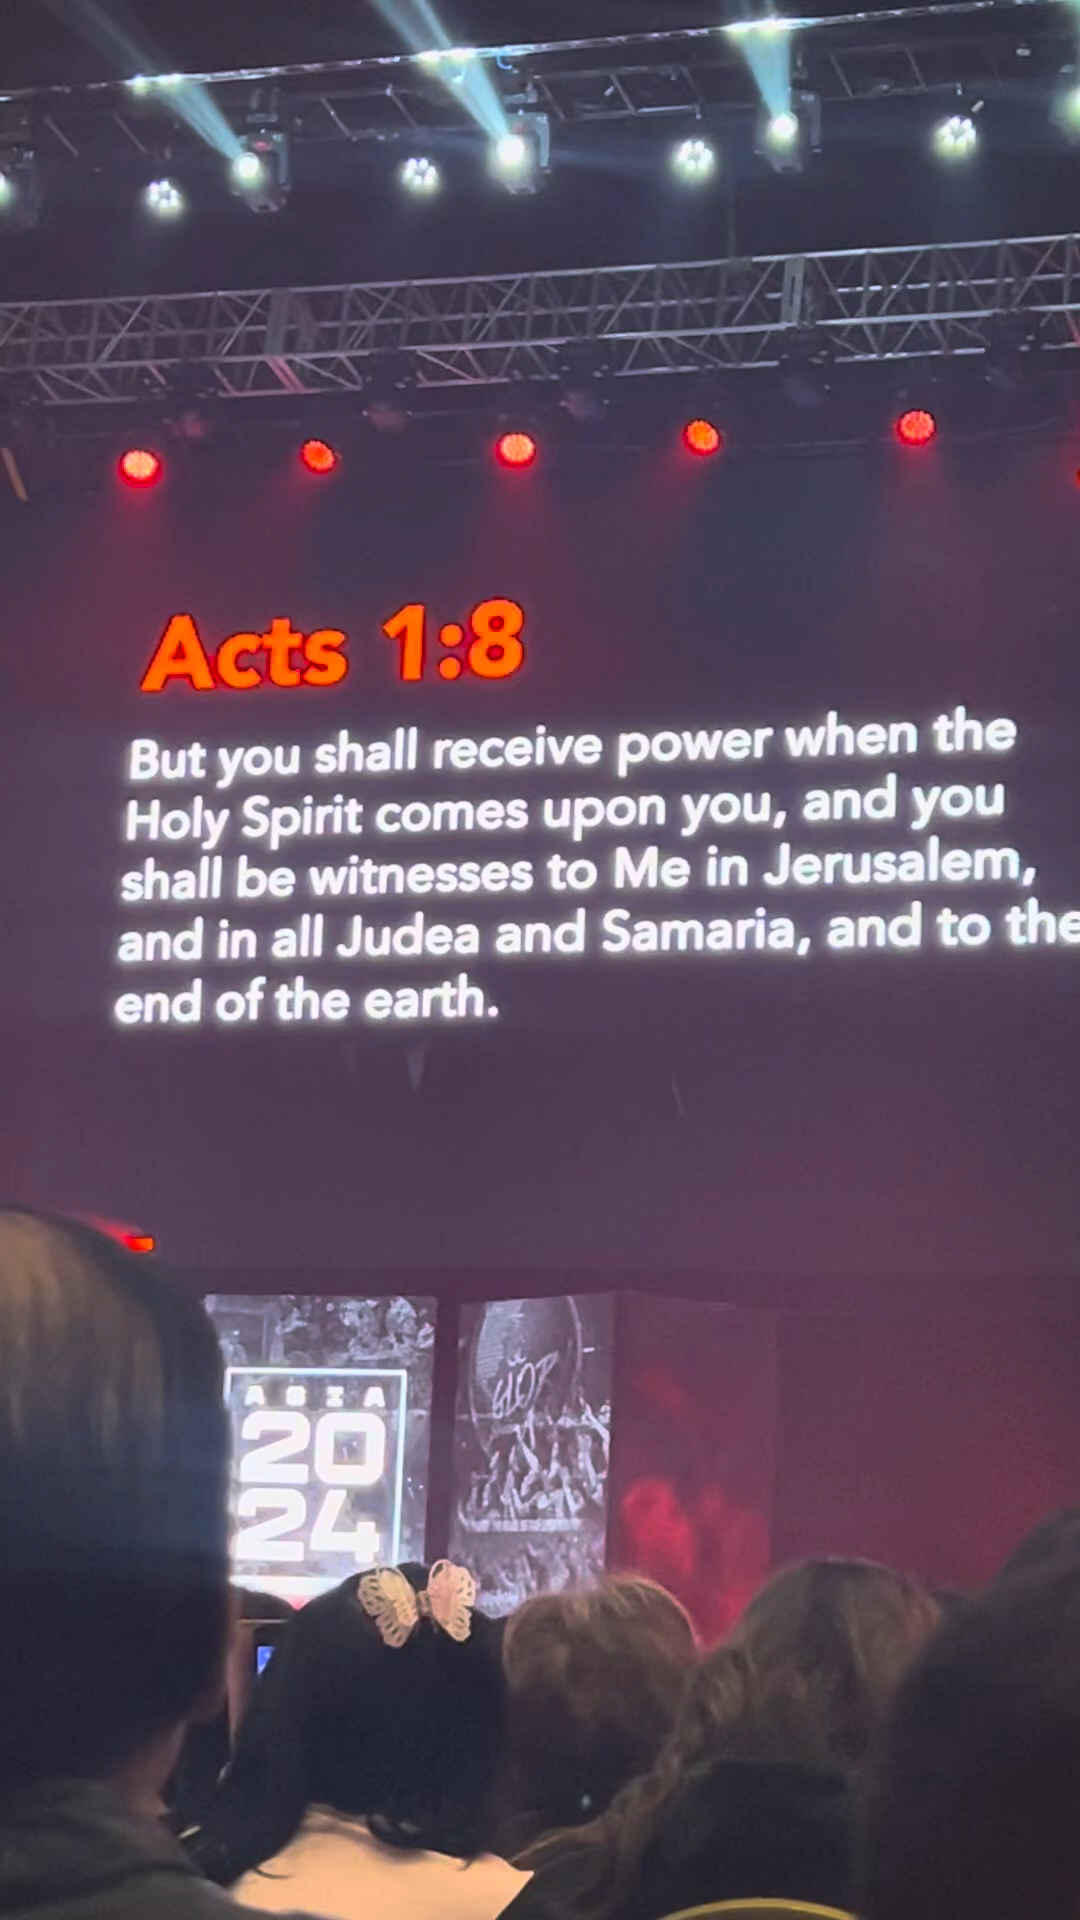 Acts 1:8
But you shall receive power when the
Holy Spirit comes upon you, and you
shall be witnesses to Me in Jerusalem,
and in all Judea and Samaria, and to the
end of the earth.
ASIA
20
24